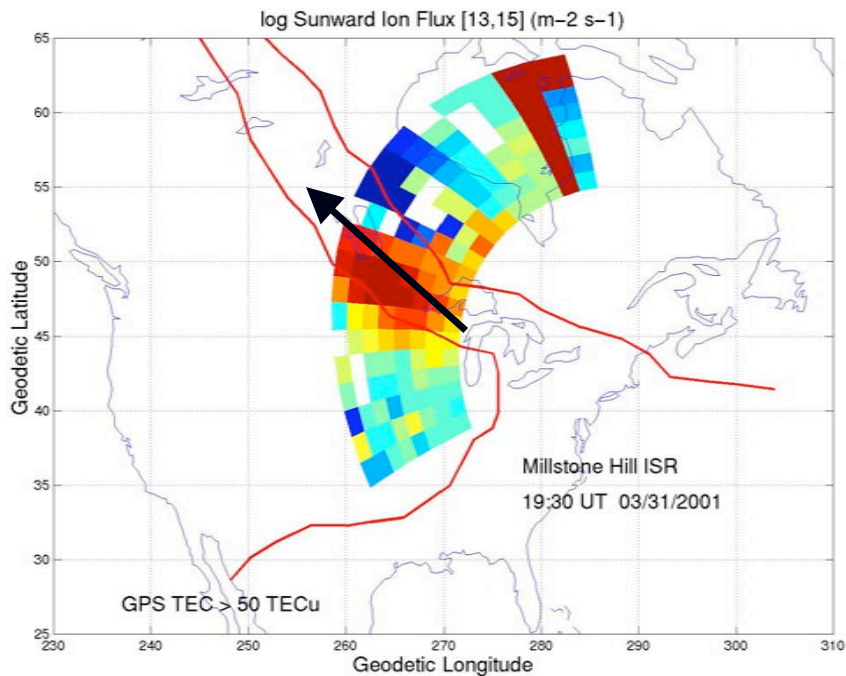 log Sunward Ion Flux [13,15] (m−2 s−1)
65
60
55
50
45
40
35
30
25
Geodetic Latitude
Millstone Hill ISR
19:30 UT 03/31/2001
GPS TEC > 50 TECu
230 240 250 260 270 280 290 300 310
Geodetic Longitude